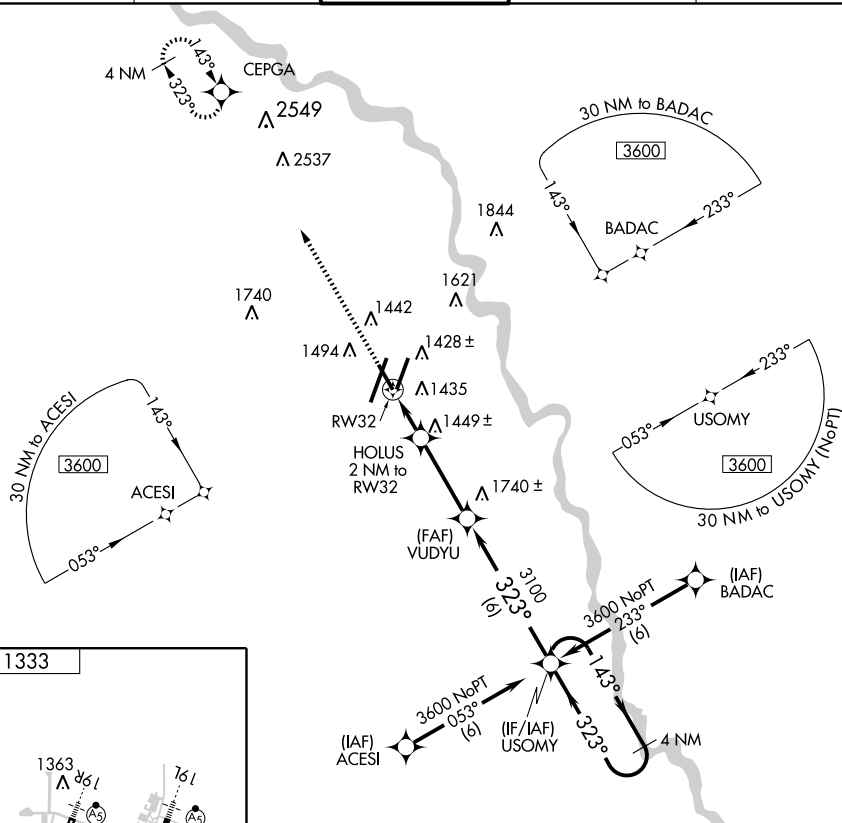 4 NM
143°
323°
CEPGA
2549
2537
30 NM to BADAC
3600
143°
233°
BADAC
1844
1740
1442
1621
1494
1428 ±
1435
RW32
1449 ±
HOLUS
2 NM to
RW32
30 NM to ACESI
143°
3600
ACESI
053°
233°
053°
USOMY
3600
30 NM to USOMY (NoPT)
1740 ±
(FAF)
VUDYU
3100
323°
(6)
(IAF)
BADAC
3600 NoPT
233°
(6)
143°
323°
4 NM
3600 NoPT
053°
(6)
(IF/IAF)
USOMY
(IAF)
ACESI
1333
1363
19R
19L
A5
A5